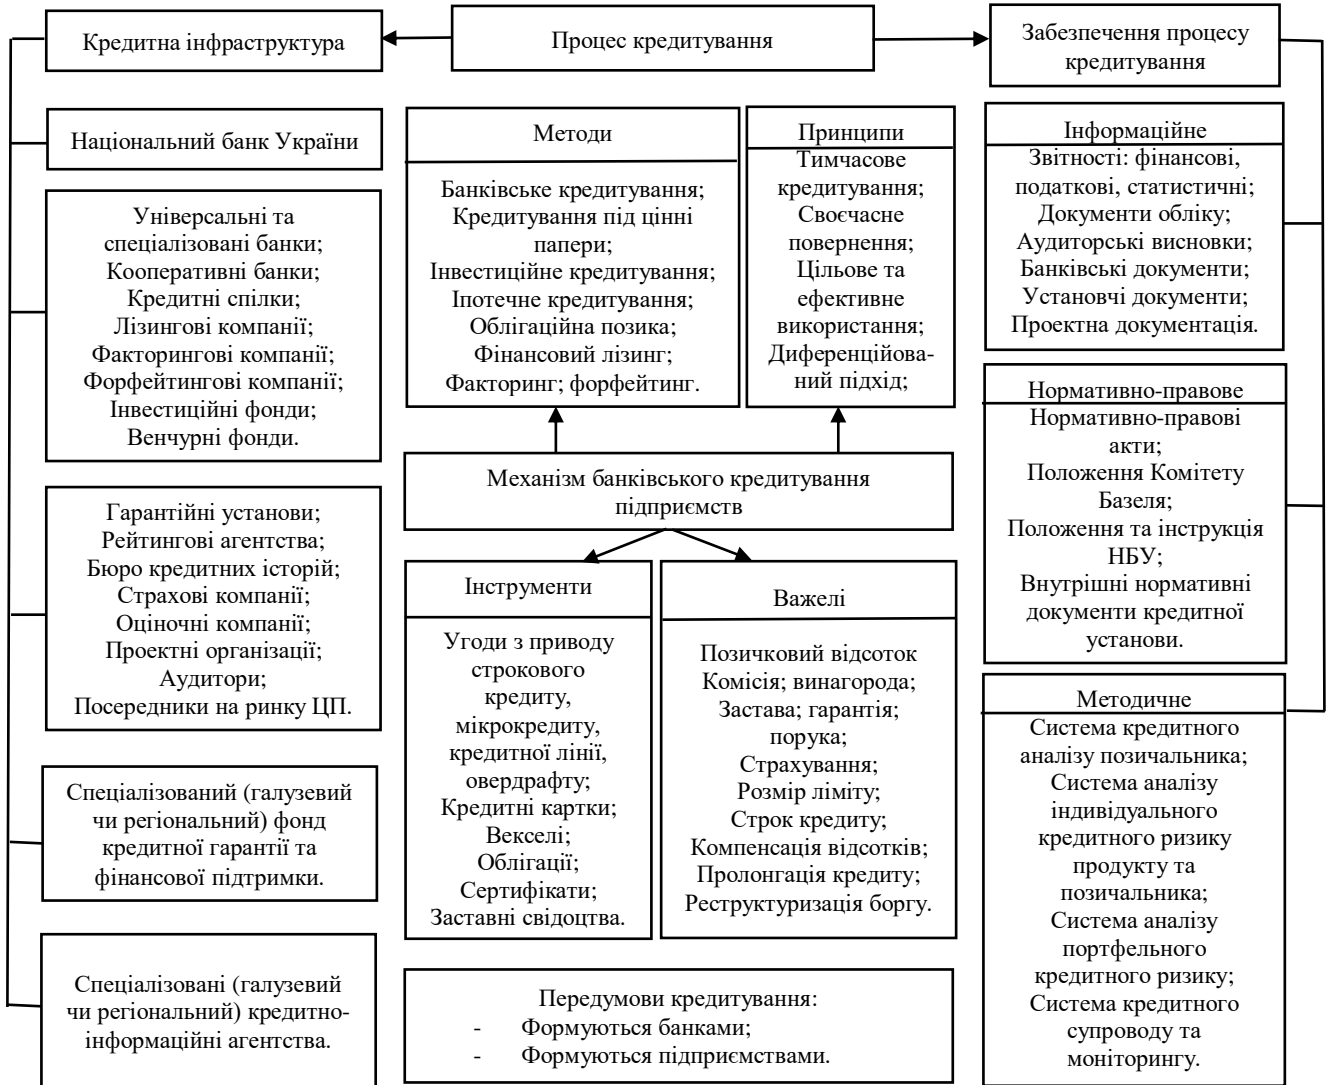 Кредитна інфраструктура
Процес кредитування
Забезпечення процесу
кредитування
Національний банк України
Універсальні та
спеціалізовані банки;
Кооперативні банки;
Кредитні спілки;
Лізингові компанії;
Факторингові компанії;
Форфейтингові компанії;
Інвестиційні фонди;
Венчурні фонди.
Гарантійні установи;
Рейтингові агентства;
Бюро кредитних історій;
Страхові компанії;
Оціночні компанії;
Проектні організації;
Аудитори;
Посередники на ринку ЦП.
Спеціалізований (галузевий
чи регіональний) фонд
кредитної гарантії та
фінансової підтримки.
Спеціалізовані (галузевий
чи регіональний) кредитно-
інформаційні агентства.
Методи
Банківське кредитування;
Кредитування під цінні
папери;
Інвестиційне кредитування;
Іпотечне кредитування;
Облігаційна позика;
Фінансовий лізинг;
Факторинг; форфейтинг.
Принципи
Тимчасове
кредитування;
Своєчасне
повернення;
Цільове та
ефективне
використання;
Диференційова-
ний підхід;
Механізм банківського кредитування
підприємств
Інструменти
Угоди з приводу
строкового
кредиту,
мікрокредиту,
кредитної лінії,
овердрафту;
Кредитні картки;
Векселі;
Облігації;
Сертифікати;
Заставні свідоцтва.
Важелі
Позичковий відсоток
Комісія; винагорода;
Застава; гарантія;
порука;
Страхування;
Розмір ліміту;
Строк кредиту;
Компенсація відсотків;
Пролонгація кредиту;
Реструктуризація боргу.
Передумови кредитування:
- Формуються банками;
- Формуються підприємствами.
Інформаційне
Звітності: фінансові,
податкові, статистичні;
Документи обліку;
Аудиторські висновки;
Банківські документи;
Установчі документи;
Проектна документація.
Нормативно-правове
Нормативно-правові
акти;
Положення Комітету
Базеля;
Положення та інструкція
НБУ;
Внутрішні нормативні
документи кредитної
установи.
Методичне
Система кредитного
аналізу позичальника;
Система аналізу
індивідуального
кредитного ризику
продукту та
позичальника;
Система аналізу
портфельного
кредитного ризику;
Система кредитного
супроводу та
моніторингу.